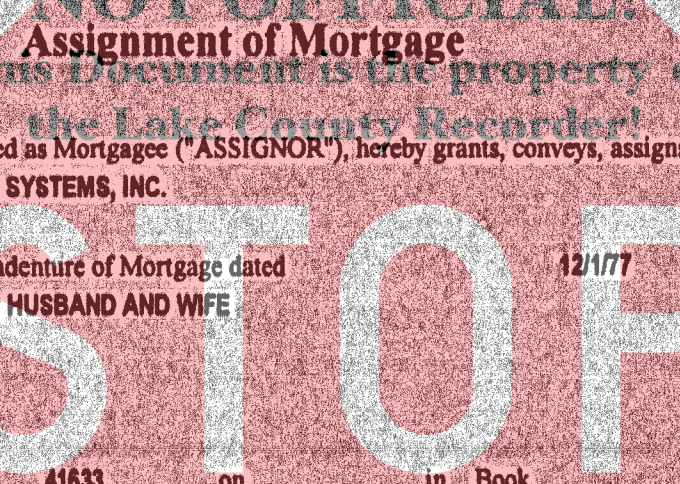 NOT OFFICIAL!
Assignment of Mortgage
is Document is the property
the Lake County Recorder!
ed as Mortgagee ("ASSIGNOR"), hereby grants, conveys, assigns
SYSTEMS, INC.
STOP
ndenture of Mortgage dated 12/1/77
HUSBAND AND WIFE
41633 on in Book